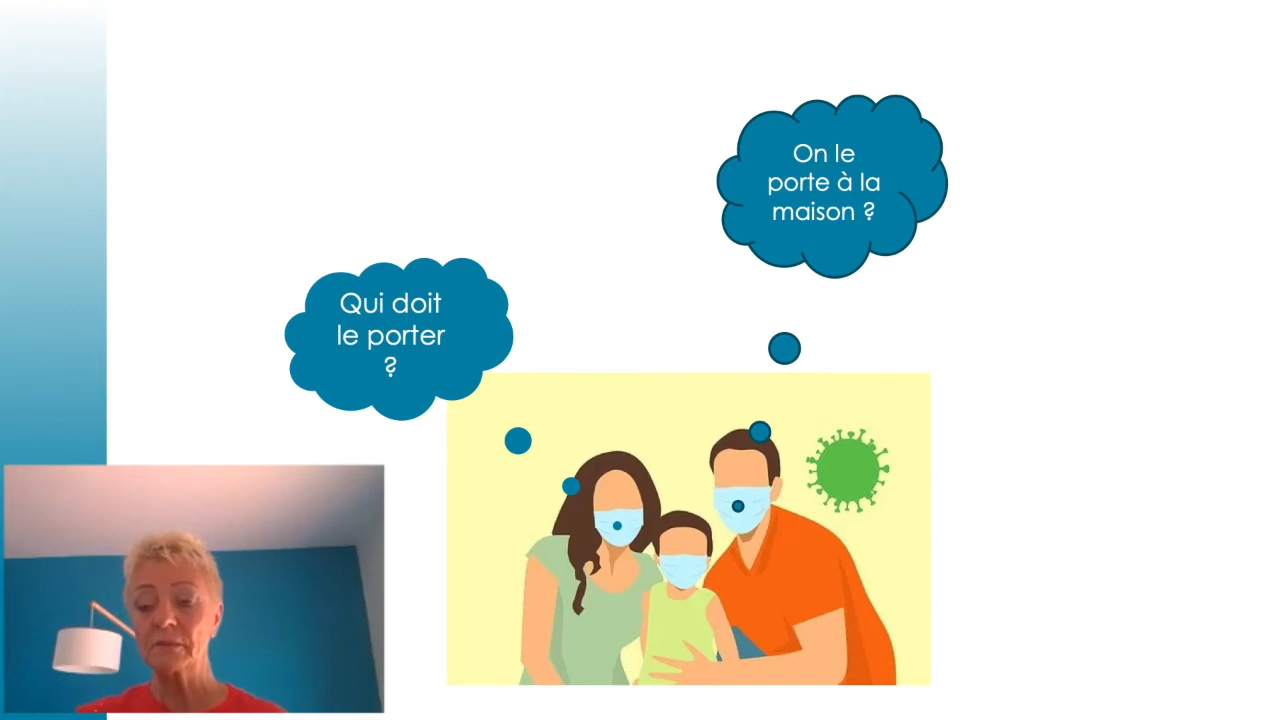 On le
porte à la
maison ?
Qui doit
le porter
?